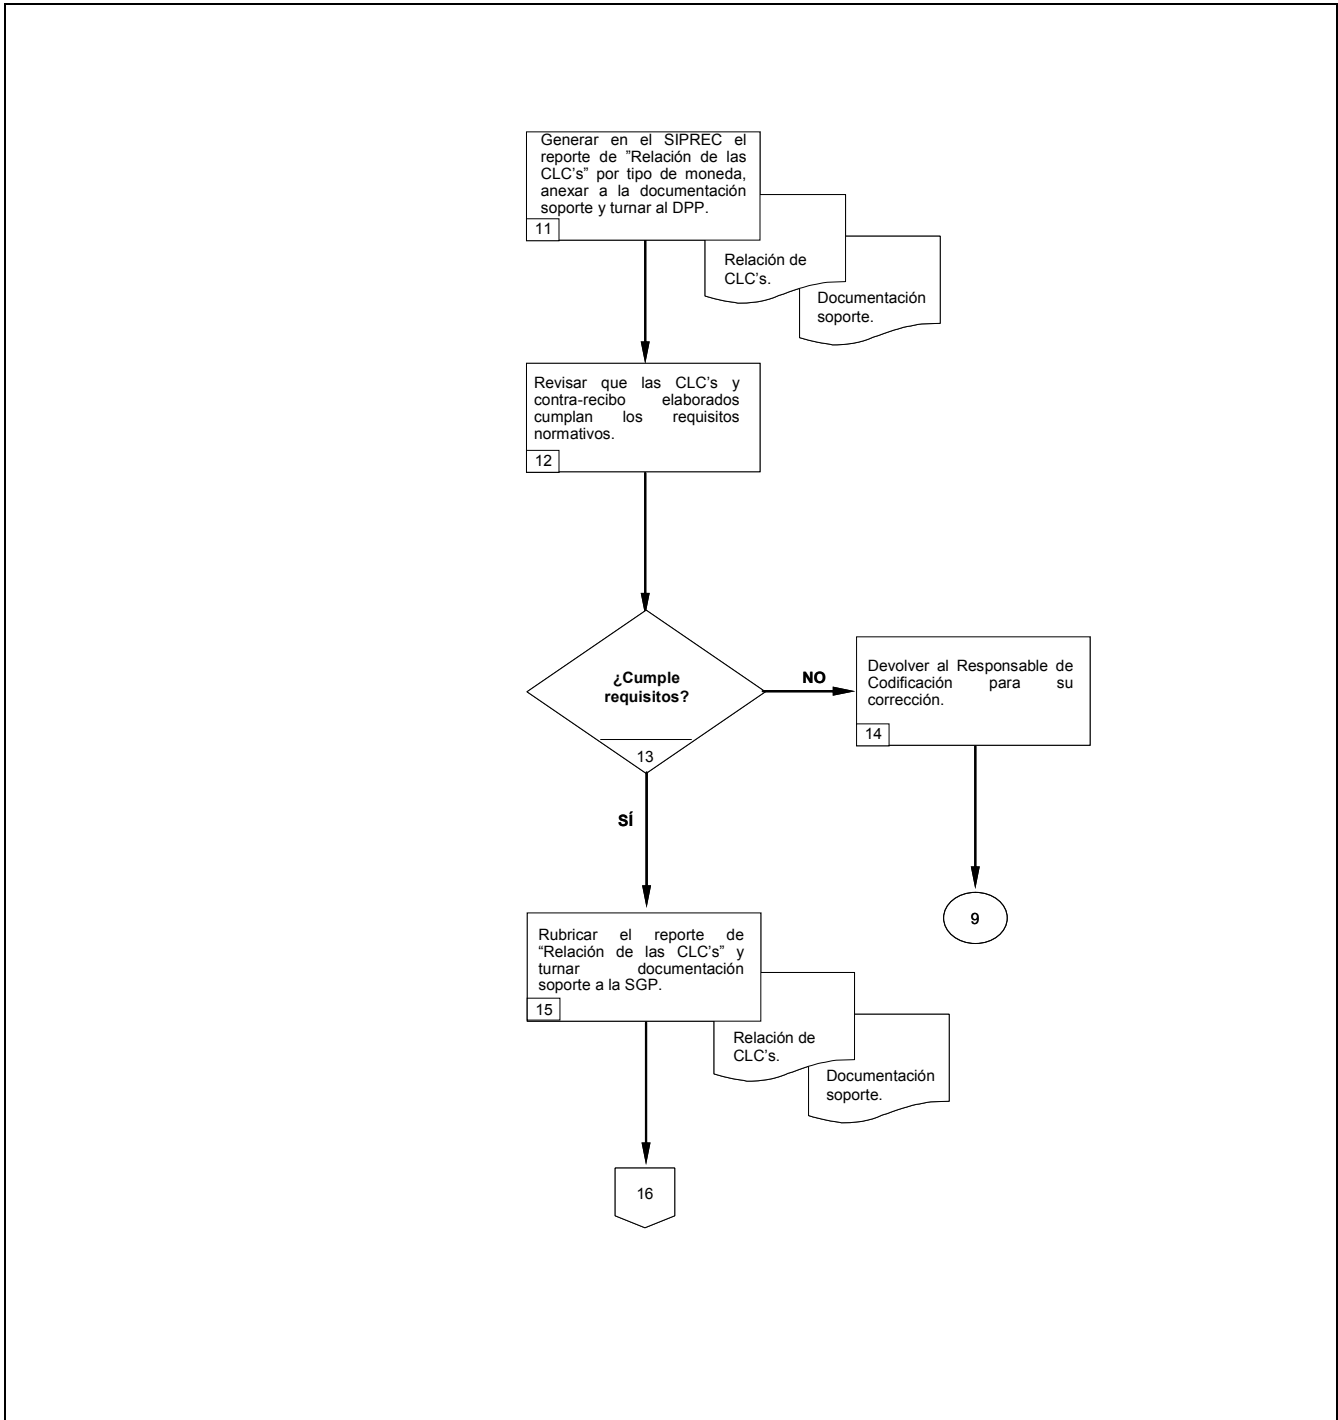 Generar en el SIPREC el
reporte de ”Relación de las
CLC’s” por tipo de moneda,
anexar a la documentación
soporte y turnar al DPP.
11
Relación de
CLC’s.
Documentación
soporte.
Revisar que las CLC’s y
contra-recibo elaborados
cumplan los requisitos
normativos.
12
¿Cumple
requisitos?
13
NO
Devolver al Responsable de
Codificación para su
corrección.
14
9
SÍ
Rubricar el reporte de
“Relación de las CLC’s” y
turnar documentación
soporte a la SGP.
15
Relación de
CLC’s.
Documentación
soporte.
16